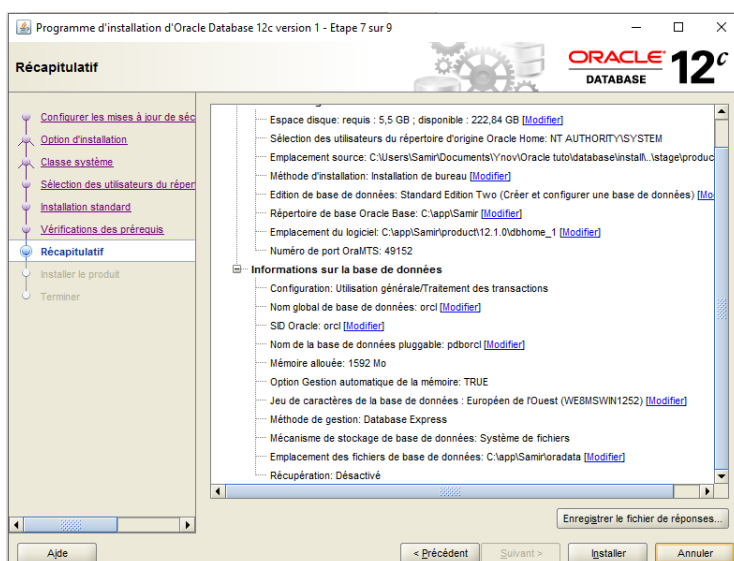 Programme d'installation d'Oracle Database 12c version 1 - Etape 7 sur 9
Récapitulatif
ORACLE
DATABASE
12c
Configurer les mises à jour de séc
Option d'installation
Classe système
Sélection des utilisateurs du réper
Installation standard
Vérifications des prérequis
Récapitulatif
Installer le produit
Terminer
Espace disque: requis : 5,5 GB ; disponible : 222,84 GB [Modifier]
Sélection des utilisateurs du répertoire d'origine Oracle Home: NT AUTHORITY\SYSTEM
Emplacement source: C:\Users\Samir\Documents\Ynov\Oracle tuto\database\install\..\stage\produc
Méthode d'installation: Installation de bureau [Modifier]
Edition de base de données: Standard Edition Two (Créer et configurer une base de données) [Mo
Répertoire de base Oracle Base: C:\app\Samir [Modifier]
Emplacement du logiciel: C:\app\Samir\product\12.1.0\dbhome_1 [Modifier]
Numéro de port OraMTS: 49152
Informations sur la base de données
Configuration: Utilisation générale/Traitement des transactions
Nom global de base de données: orcl [Modifier]
SID Oracle: orcl [Modifier]
Nom de la base de données pluggable: pdborcl [Modifier]
Mémoire allouée: 1592 Mo
Option Gestion automatique de la mémoire: TRUE
Jeu de caractères de la base de données : Européen de l'Ouest (WE8MSWIN1252) [Modifier]
Méthode de gestion: Database Express
Mécanisme de stockage de base de données: Système de fichiers
Emplacement des fichiers de base de données: C:\app\Samir\oradata [Modifier]
Récupération: Désactivé
Enregistrer le fichier de réponses...
Aide
< Précédent
Suivant >
Installer
Annuler